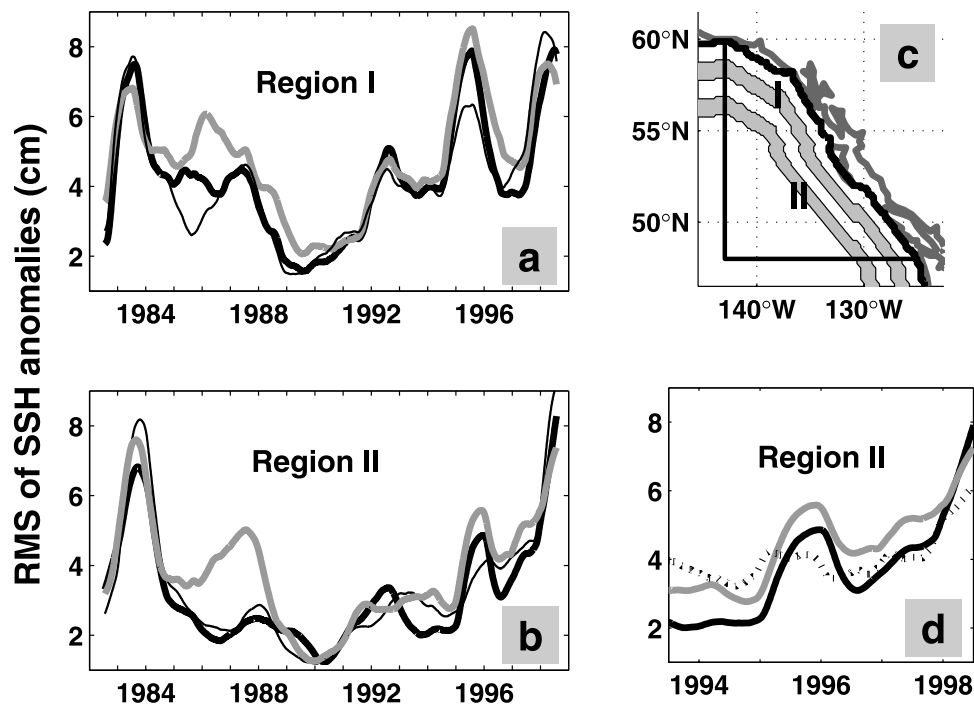 RMS of SSH anomalies (cm)
8
6
4
2
Region I
a
1984 1988 1992 1996
60°N
55°N
50°N
c
I
II
140°W 130°W
8
6
4
2
Region II
b
1984 1988 1992 1996
8
6
4
2
Region II
d
1994 1996 1998